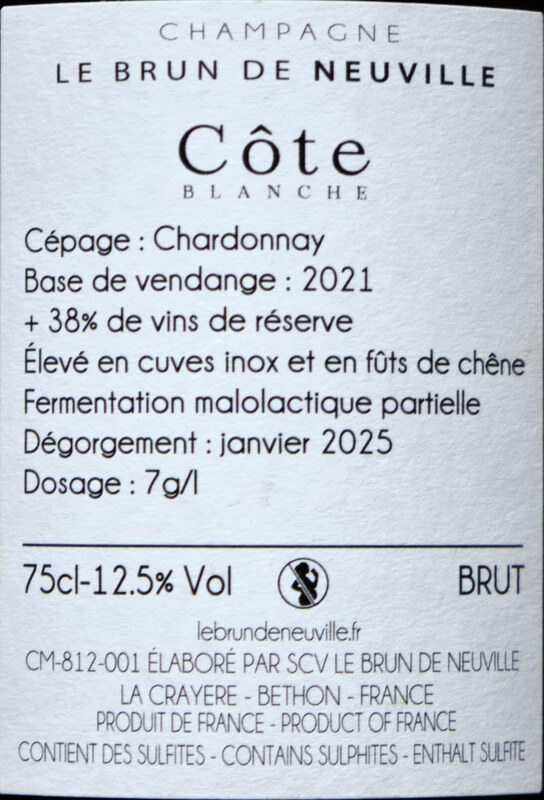 CHAMPAGNE
LE BRUN DE NEUVILLE
Côte
BLANCHE
Cépage : Chardonnay
Base de vendange : 2021
+ 38% de vins de réserve
Élevé en cuves inox et en fûts de chêne
Fermentation malolactique partielle
Dégorgement : janvier 2025
Dosage : 7g/l
75cl-12.5% Vol BRUT
lebrundeneuville.fr
CM-812-001 ÉLABORÉ PAR SCV LE BRUN DE NEUVILLE
LA CRAYERE - BETHON - FRANCE
PRODUIT DE FRANCE - PRODUCT OF FRANCE
CONTIENT DES SULFITES - CONTAINS SULPHITES - ENTHALT SULFITE